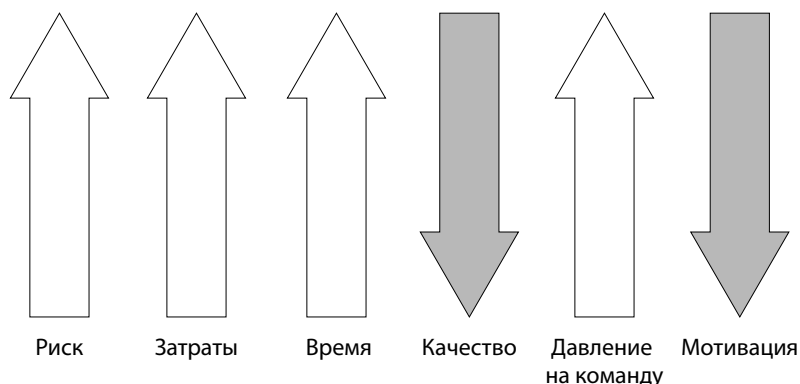 Риск Затраты Время Качество Давление Мотивация
на команду